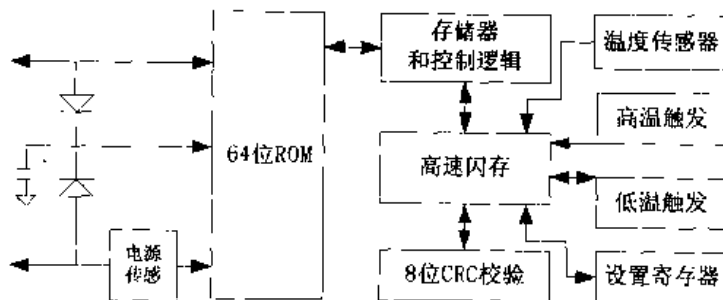 存储器
和控制逻辑
温度传感器
高温触发
64位ROM
高速闪存
低温触发
电源
传感
8位CRC校验
设置寄存器